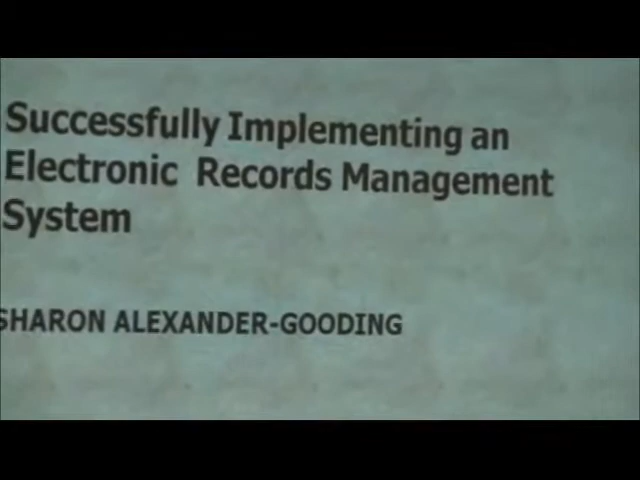 Successfully Implementing an
Electronic Records Management
System
SHARON ALEXANDER-GOODING